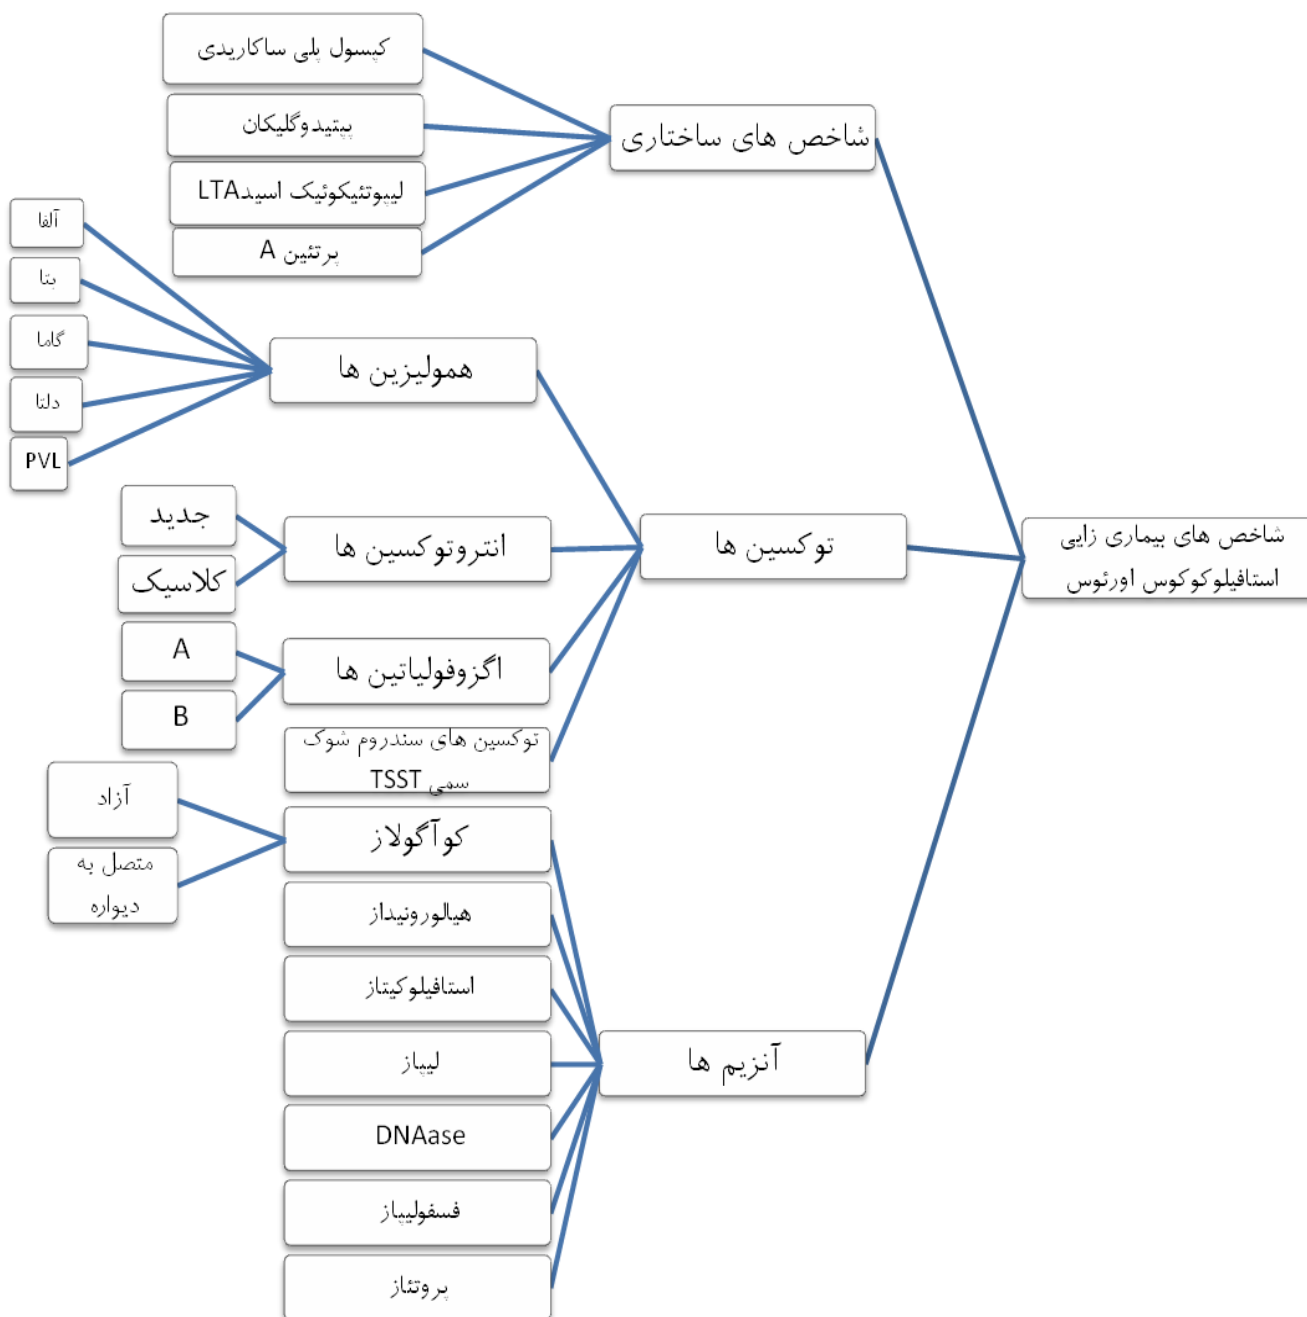 شاخص های بیماری زایی
استافیلوکوکوس اورئوس
شاخص های ساختاری
کپسول پلی ساکاریدی
پپتیدوگلیکان
لیپوتئیکوئیک اسیدLTA
پرتئین A
توکسین ها
همولیزین ها
آلفا
بتا
گاما
دلتا
PVL
انتروتوکسین ها
جدید
کلاسیک
اگزوفولیاتین ها
A
B
توکسین های سندروم شوک
سمی TSST
آنزیم ها
کوآگولاز
آزاد
متصل به
دیواره
هیالورونیداز
استافیلوکیتاز
لیپاز
DNAase
فسفولیپاز
پروتئاز